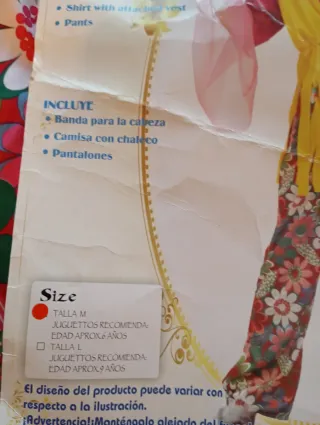 • Shirt with attached vest
• Pants
INCLUYE
• Banda para la cabeza
• Camisa con chaleco
• Pantalones
Size
TALLA M
JUGUETTOS RECOMIENDA:
EDAD APROX.6 AÑOS
TALLA L
JUGUETTOS RECOMIENDA:
EDAD APROX.9 AÑOS
El diseño del producto puede variar con
respecto a la ilustración.
¡Advertencia!:Manténgalo alejado del fuego